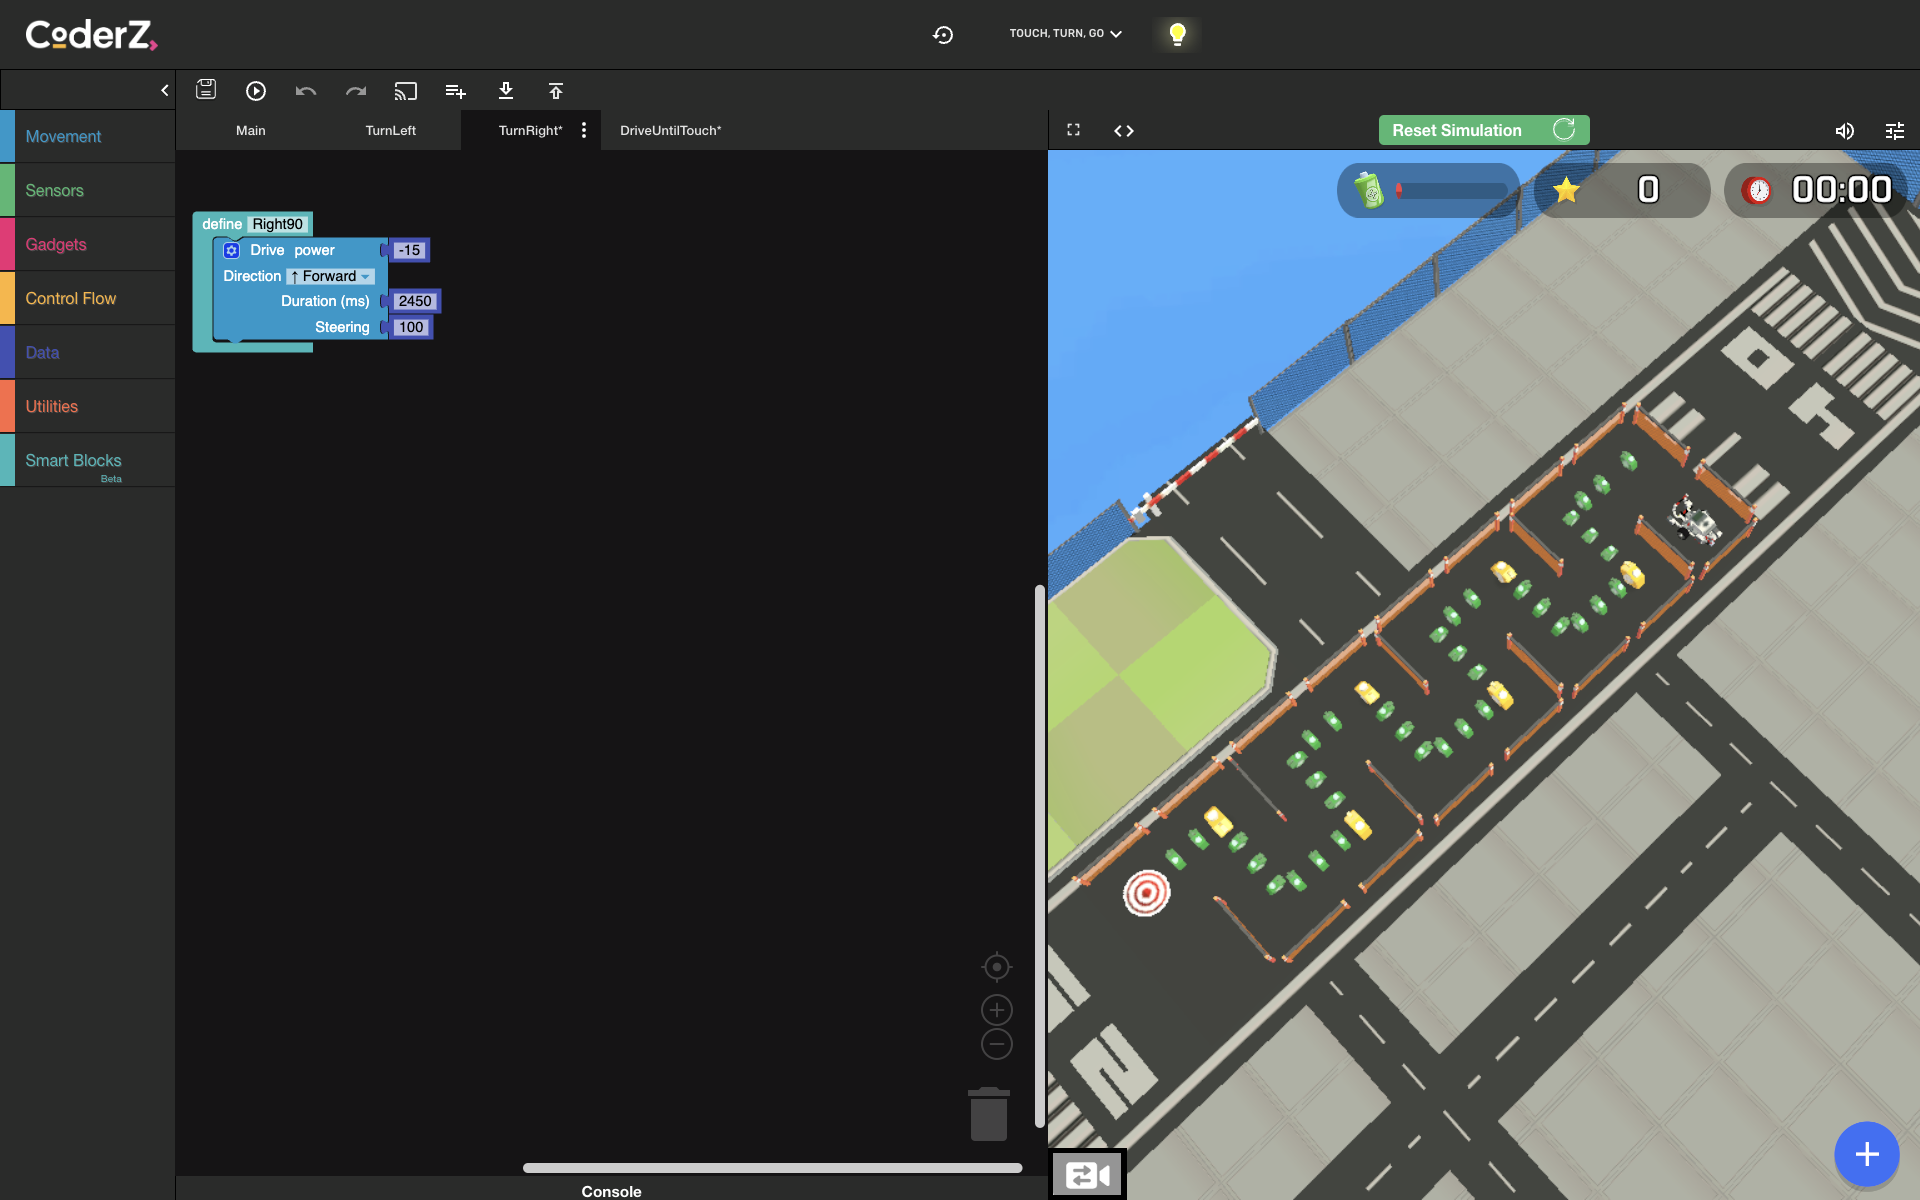 CoderZ
TOUCH, TURN, GO
Main
TurnLeft
TurnRight*
DriveUntilTouch*
Reset Simulation
Movement
Sensors
Gadgets
Control Flow
Data
Utilities
Smart Blocks
Beta
define Right90
Drive power -15
Direction ↑ Forward
Duration (ms) 2450
Steering 100
0
00:00
Console